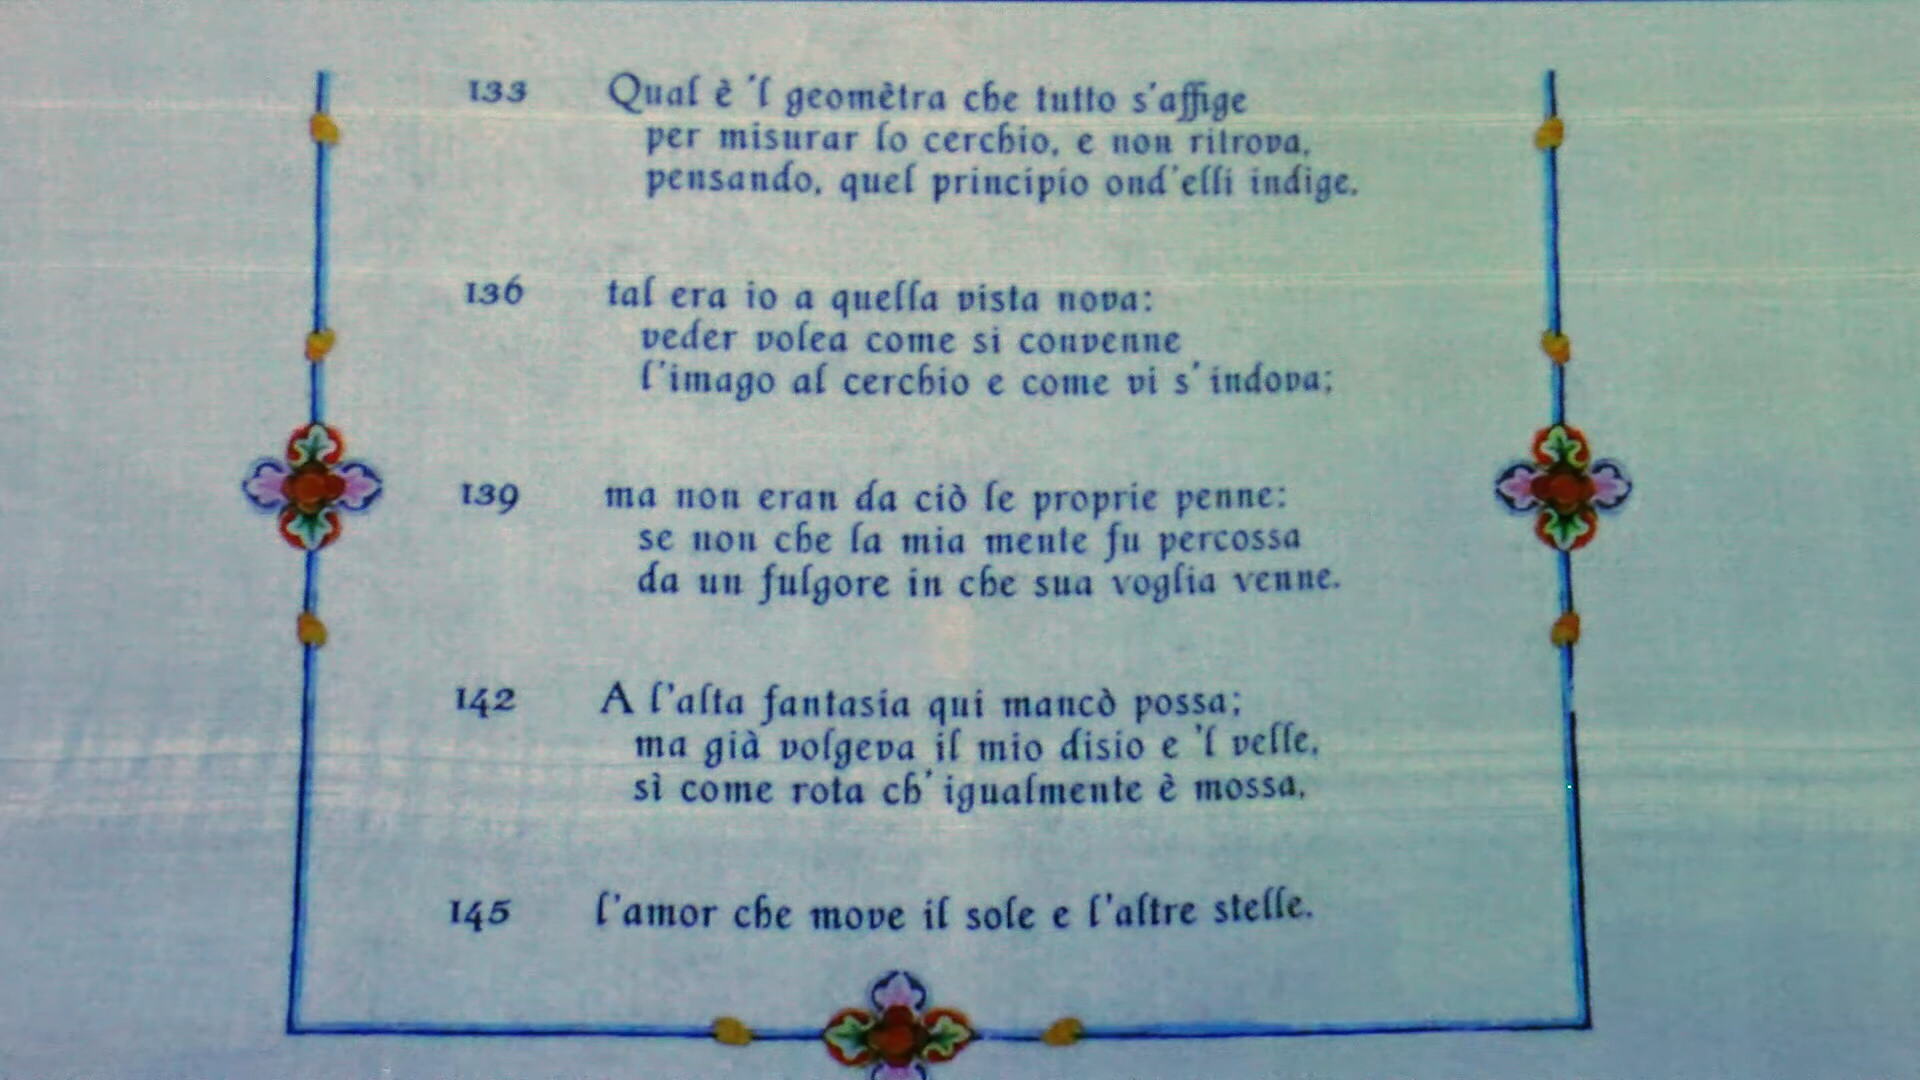 133 Qual è 'l geomètra che tutto s'affige
per misurar lo cerchio, e non ritrova,
pensando, quel principio ond'elli indige,
136 tal era io a quella vista nova:
veder volea come si convenne
l'imago al cerchio e come vi s'indova;
139 ma non eran da ciò le proprie penne:
se non che la mia mente fu percossa
da un fulgore in che sua voglia venne.
142 A l'alta fantasia qui mancò possa;
ma già volgeva il mio disio e 'l velle,
sì come rota ch'igualmente è mossa,
145 l'amor che move il sole e l'altre stelle.